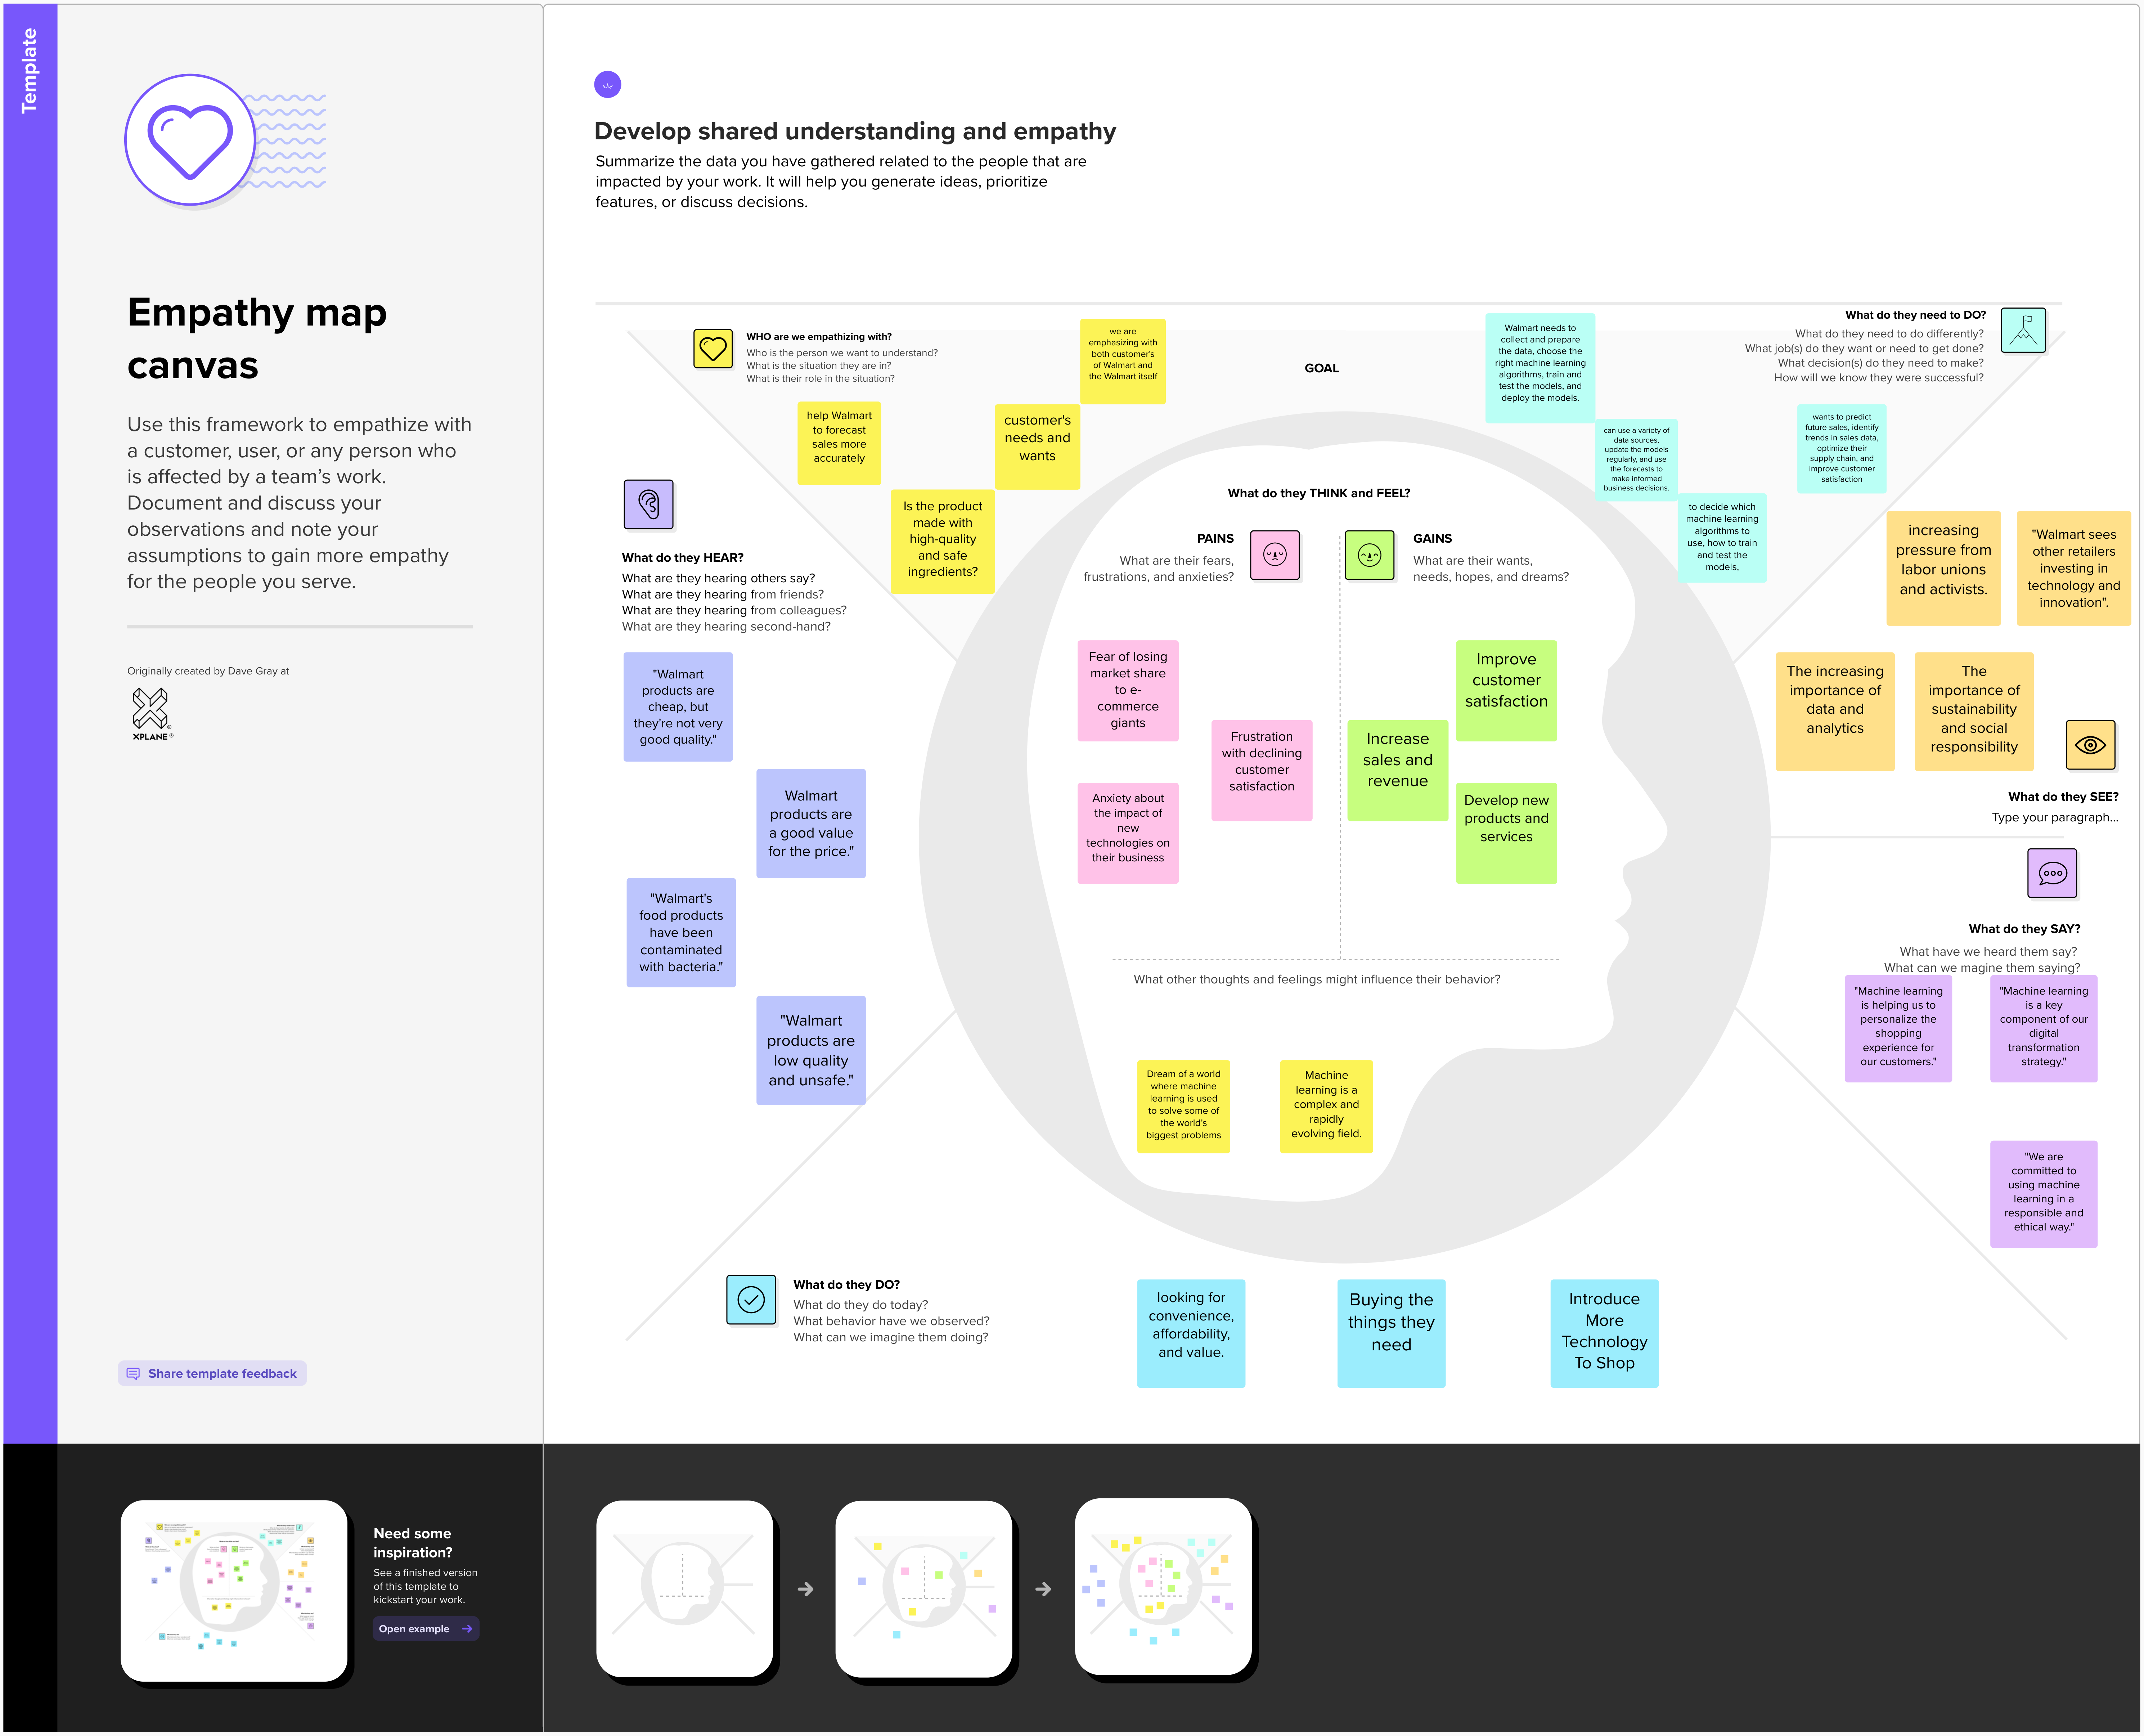 Template
Empathy map
canvas
Use this framework to empathize with
a customer, user, or any person who
is affected by a team’s work.
Document and discuss your
observations and note your
assumptions to gain more empathy
for the people you serve.
Originally created by Dave Gray at
XPLANE®
Share template feedback
Develop shared understanding and empathy
Summarize the data you have gathered related to the people that are
impacted by your work. It will help you generate ideas, prioritize
features, or discuss decisions.
WHO are we empathizing with?
Who is the person we want to understand?
What is the situation they are in?
What is their role in the situation?
we are
emphasizing with
both customer's
of Walmart and
the Walmart itself
help Walmart
to forecast
sales more
accurately
customer's
needs and
wants
Is the product
made with
high-quality
and safe
ingredients?
GOAL
Walmart needs to
collect and prepare
the data, choose the
right machine learning
algorithms, train and
test the models, and
deploy the models.
What do they need to DO?
What do they need to do differently?
What job(s) do they want or need to get done?
What decision(s) do they need to make?
How will we know they were successful?
can use a variety of
data sources,
update the models
regularly, and use
the forecasts to
make informed
business decisions.
wants to predict
future sales, identify
trends in sales data,
optimize their
supply chain, and
improve customer
satisfaction
to decide which
machine learning
algorithms to
use, how to train
and test the
models,
What do they HEAR?
What are they hearing others say?
What are they hearing from friends?
What are they hearing from colleagues?
What are they hearing second-hand?
"Walmart
products are
cheap, but
they're not very
good quality."
Walmart
products are
a good value
for the price."
"Walmart's
food products
have been
contaminated
with bacteria."
"Walmart
products are
low quality
and unsafe."
What do they THINK and FEEL?
PAINS
What are their fears,
frustrations, and anxieties?
GAINS
What are their wants,
needs, hopes, and dreams?
Fear of losing
market share
to e-
commerce
giants
Frustration
with declining
customer
satisfaction
Anxiety about
the impact of
new
technologies on
their business
Improve
customer
satisfaction
Increase
sales and
revenue
Develop new
products and
services
What other thoughts and feelings might influence their behavior?
Dream of a world
where machine
learning is used
to solve some of
the world's
biggest problems
Machine
learning is a
complex and
rapidly
evolving field.
increasing
pressure from
labor unions
and activists.
"Walmart sees
other retailers
investing in
technology and
innovation".
The increasing
importance of
data and
analytics
The
importance of
sustainability
and social
responsibility
What do they SEE?
Type your paragraph...
What do they SAY?
What have we heard them say?
What can we magine them saying?
"Machine learning
is helping us to
personalize the
shopping
experience for
our customers."
"Machine learning
is a key
component of our
digital
transformation
strategy."
"We are
committed to
using machine
learning in a
responsible and
ethical way."
What do they DO?
What do they do today?
What behavior have we observed?
What can we imagine them doing?
looking for
convenience,
affordability,
and value.
Buying the
things they
need
Introduce
More
Technology
To Shop
Need some
inspiration?
See a finished version
of this template to
kickstart your work.
Open example